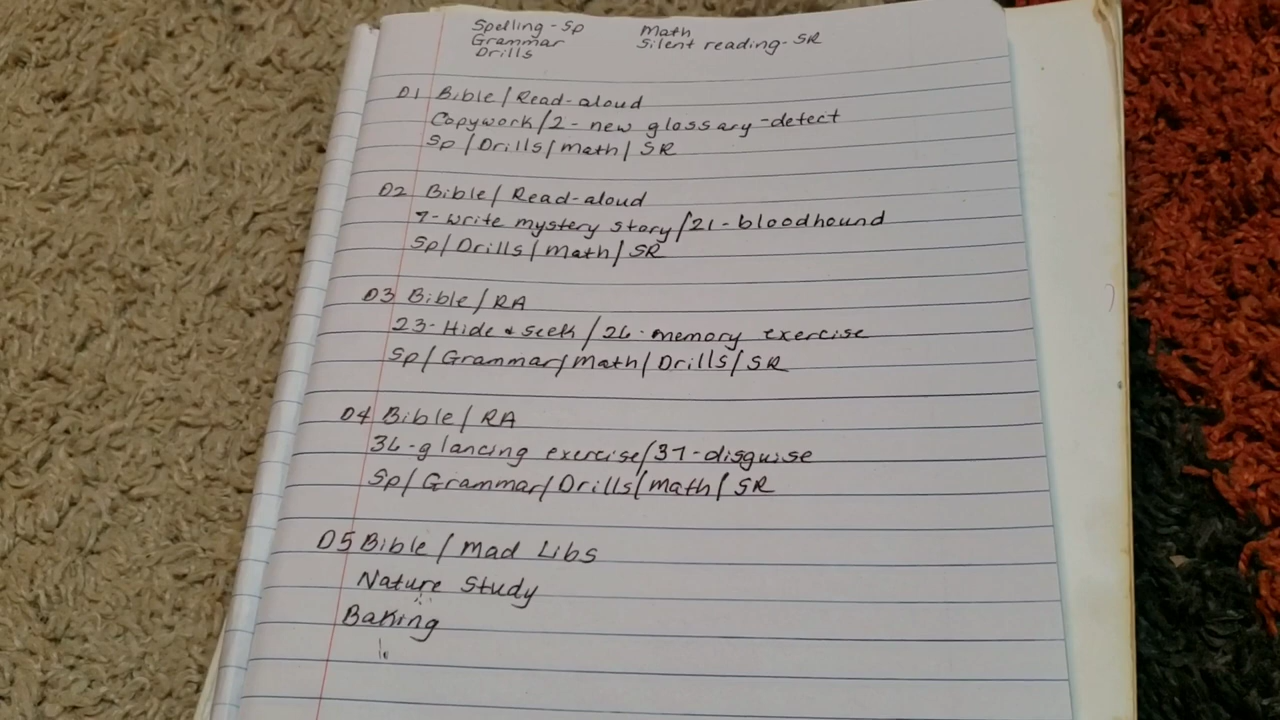 Spelling - Sp
Grammar
Drills
Math
Silent reading - SR
D1 Bible / Read-aloud
Copywork / 2 - new glossary - detect
Sp / Drills / Math / SR
D2 Bible / Read-aloud
7 - write mystery story / 21 - bloodhound
Sp / Drills / Math / SR
D3 Bible / RA
23 - Hide & seek / 26 - memory exercise
Sp / Grammar / Math / Drills / SR
D4 Bible / RA
36 - glancing exercise / 37 - disguise
Sp / Grammar / Drills / Math / SR
D5 Bible / Mad Libs
Nature Study
Baking